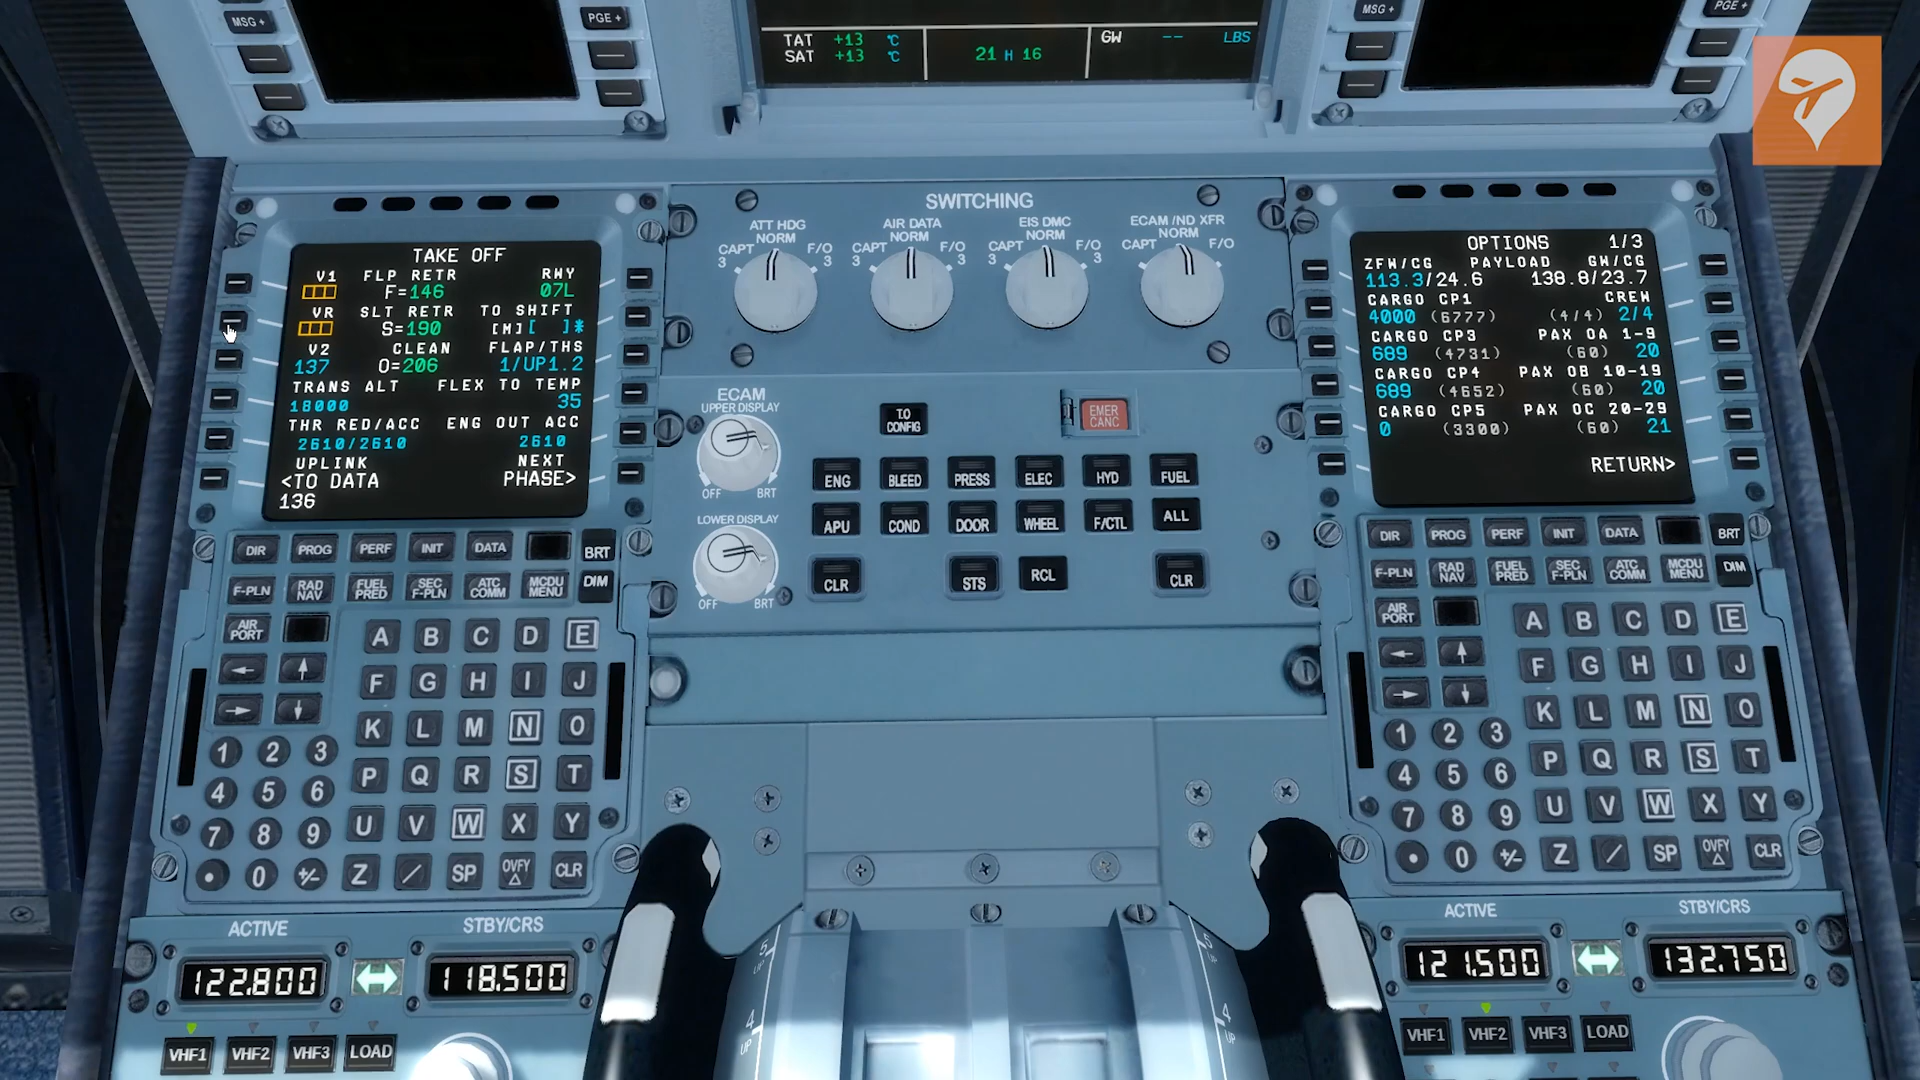 MSG +
PGE +
TAT +13 °C
SAT +13 °C
21 H 16
GW -- LBS
MSG +
PGE +
TAKE OFF
V1 FLP RETR RWY
F=146 07L
VR SLT RETR TO SHIFT
S=190 [M][ ]*
V2 CLEAN FLAP/THS
137 O=206 1/UP1.2
TRANS ALT FLEX TO TEMP
18000 35
THR RED/ACC ENG OUT ACC
2610/2610 2610
UPLINK NEXT
<TO DATA PHASE>
136
SWITCHING
ATT HDG
NORM
CAPT 3
F/O 3
AIR DATA
NORM
CAPT 3
F/O 3
EIS DMC
NORM
CAPT 3
F/O 3
ECAM /ND XFR
NORM
CAPT
F/O
ECAM
UPPER DISPLAY
OFF BRT
LOWER DISPLAY
OFF BRT
T.O CONFIG
EMER CANC
ENG BLEED PRESS ELEC HYD FUEL
APU COND DOOR WHEEL F/CTL ALL
CLR STS RCL CLR
OPTIONS 1/3
ZFW/CG PAYLOAD GW/CG
113.3/24.6 138.8/23.7
CARGO CP1 CREW
4000 (6777) (4/4) 2/4
CARGO CP3 PAX OA 1-9
689 (4731) (60) 20
CARGO CP4 PAX OB 10-19
689 (4652) (60) 20
CARGO CP5 PAX OC 20-29
0 (3300) (60) 21
RETURN>
DIR PROG PERF INIT DATA BRT
F-PLN RAD NAV FUEL PRED SEC F-PLN ATC COMM MCDU MENU DIM
AIR PORT
← ↑
→ ↓
A B C D E
F G H I J
K L M N O
P Q R S T
U V W X Y
Z / SP OVFY △ CLR
1 2 3
4 5 6
7 8 9
. 0 +/-
DIR PROG PERF INIT DATA BRT
F-PLN RAD NAV FUEL PRED SEC F-PLN ATC COMM MCDU MENU DIM
AIR PORT
← ↑
→ ↓
A B C D E
F G H I J
K L M N O
P Q R S T
U V W X Y
Z / SP OVFY △ CLR
1 2 3
4 5 6
7 8 9
. 0 +/-
ACTIVE STBY/CRS
122.800 118.500
VHF1 VHF2 VHF3 LOAD
5
UP
4
UP
5
UP
4
UP
ACTIVE STBY/CRS
121.500 132.750
VHF1 VHF2 VHF3 LOAD